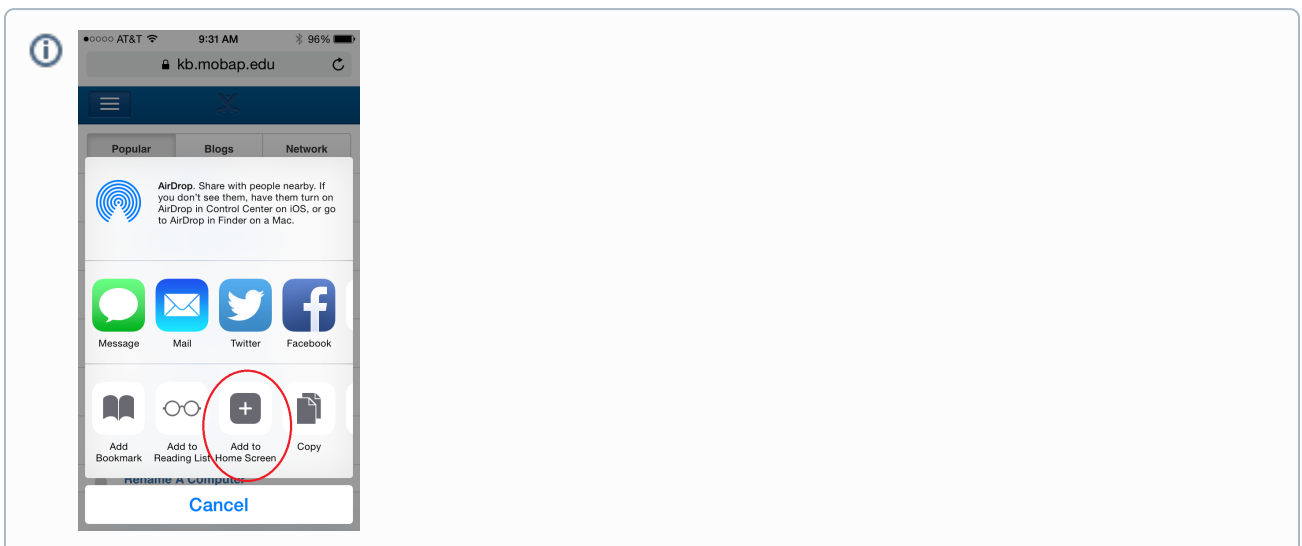 AT&T 9:31 AM 96%
kb.mobap.edu
Popular Blogs Network
AirDrop. Share with people nearby. If
you don't see them, have them turn on
AirDrop in Control Center on iOS, or go
to AirDrop in Finder on a Mac.
Message Mail Twitter Facebook
Add Add to Add to Copy
Bookmark Reading List Home Screen
Rename A Computer
Cancel